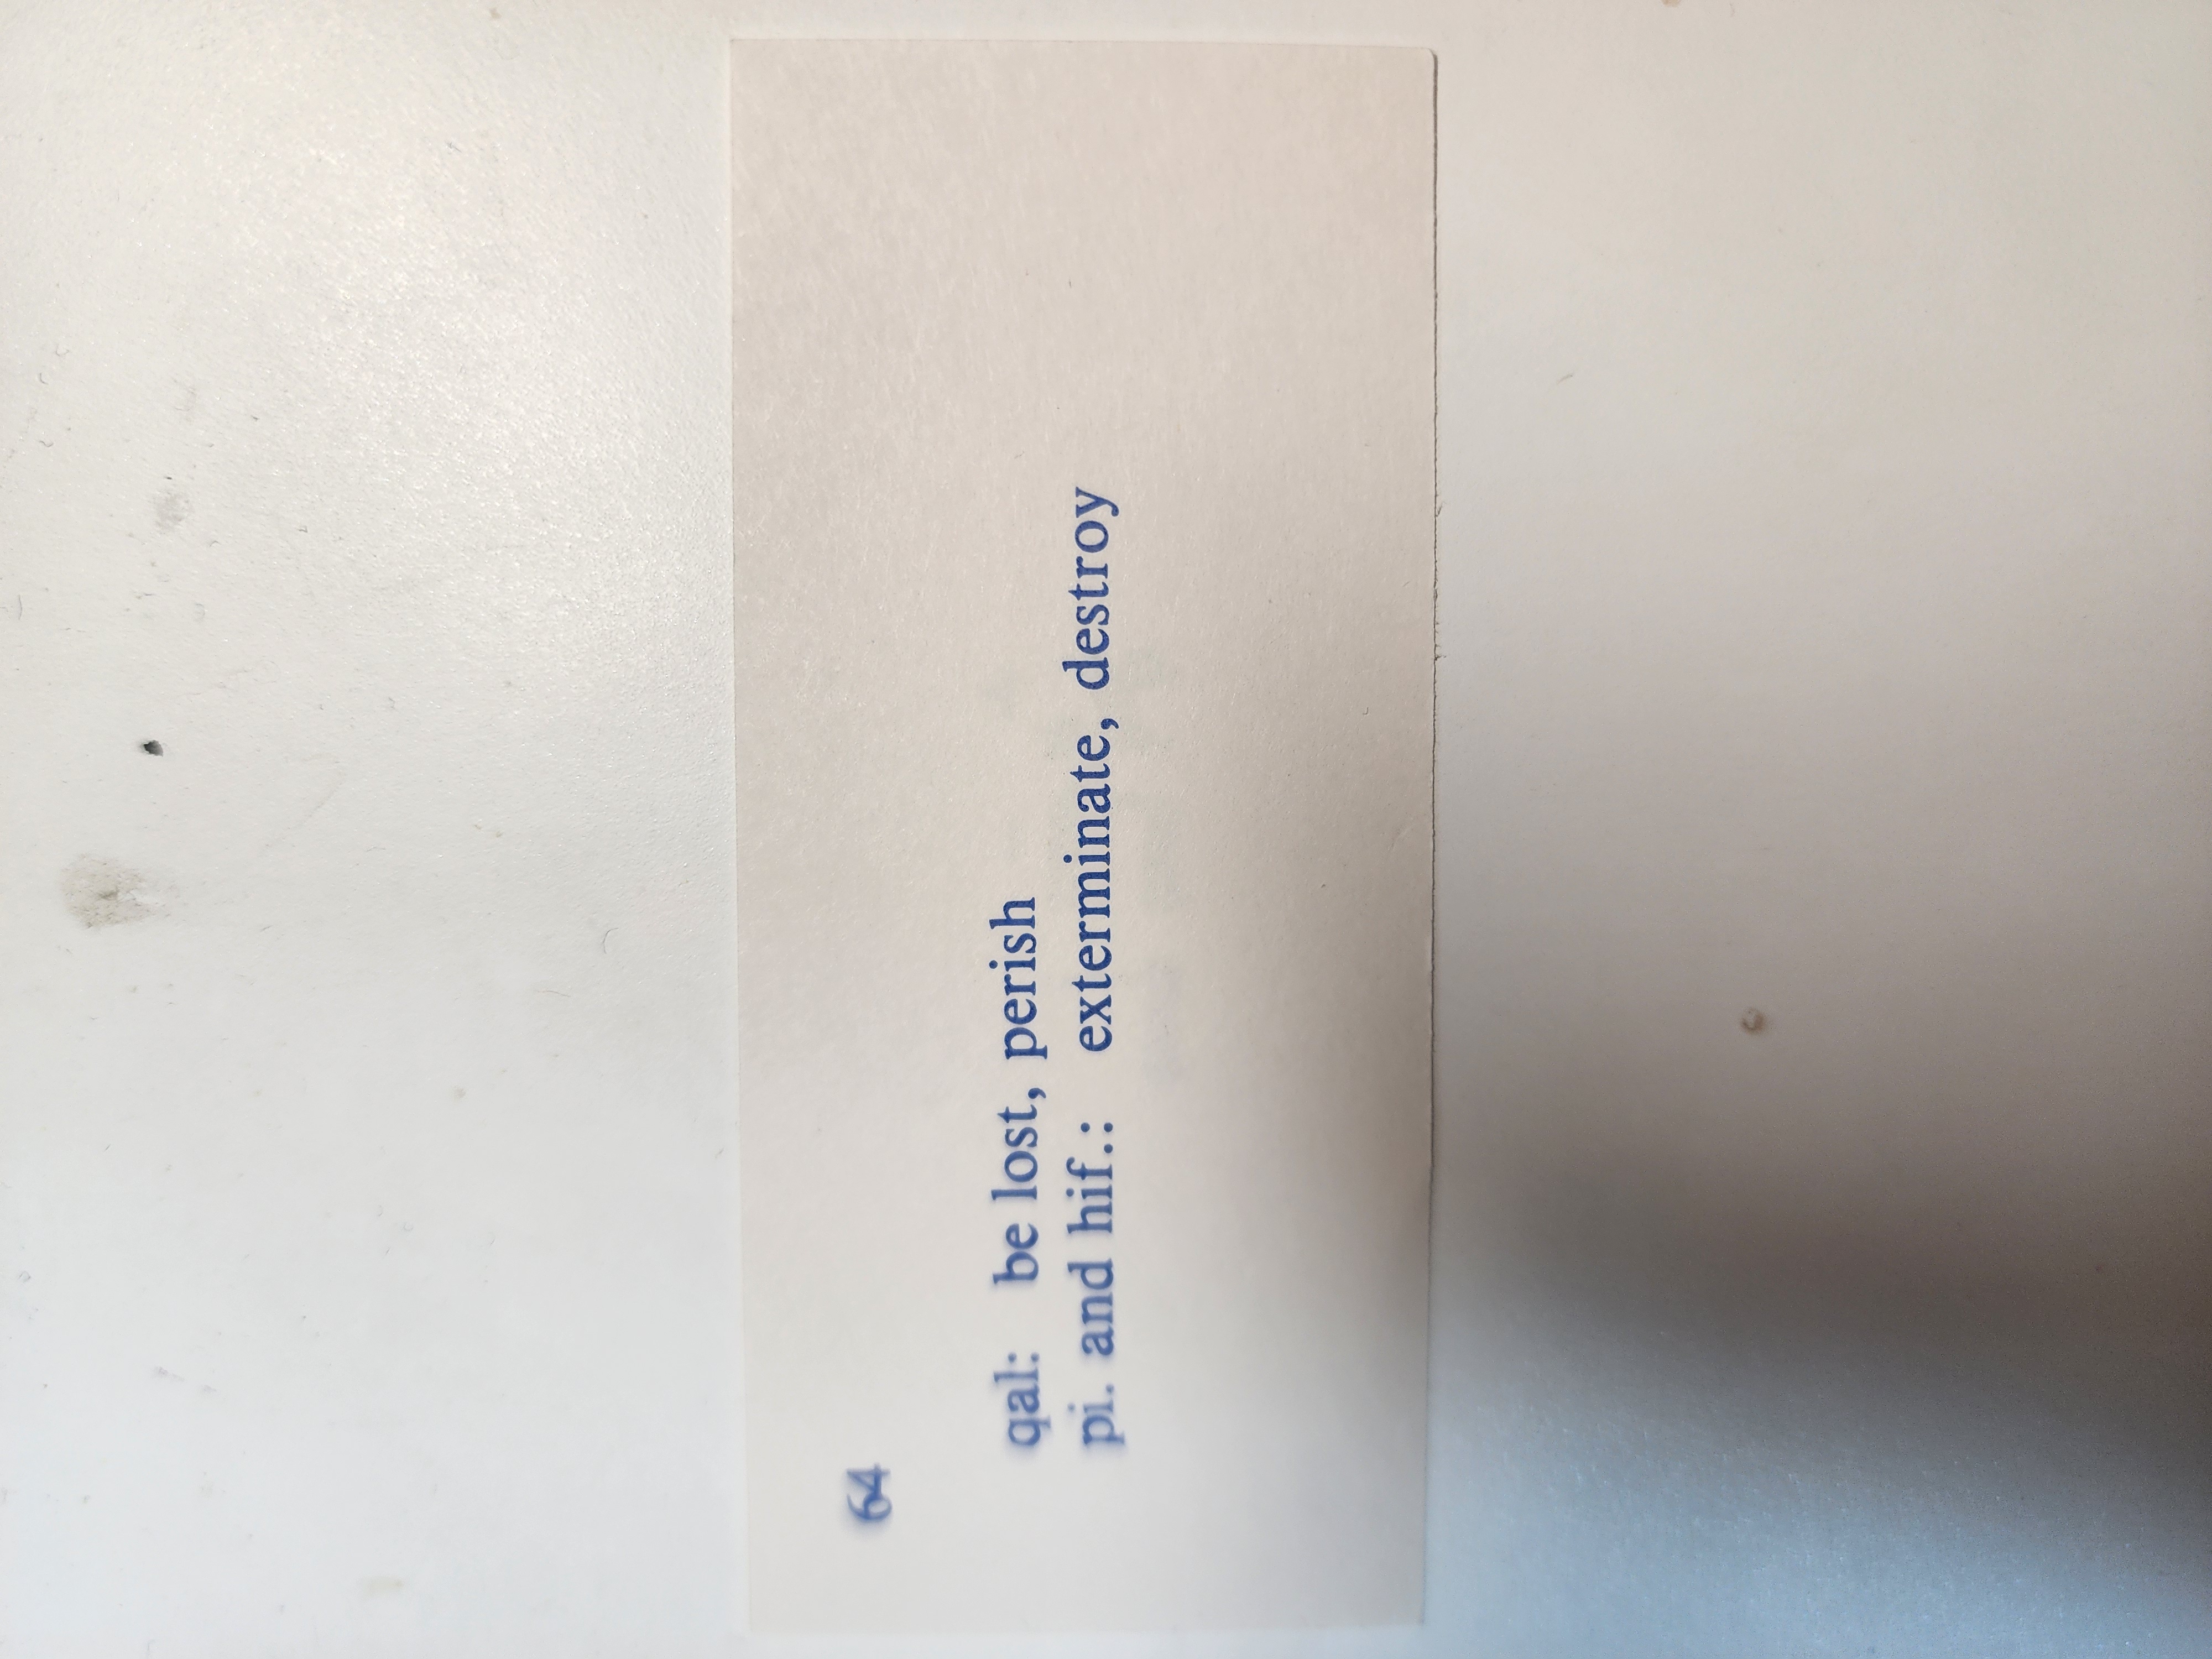 64
qal: be lost, perish
pi. and hif.: exterminate, destroy